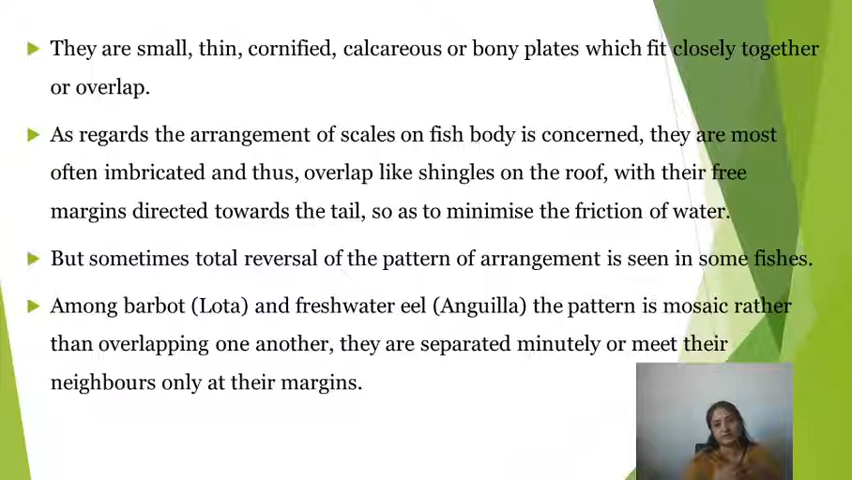 They are small, thin, cornified, calcareous or bony plates which fit closely together
or overlap.
As regards the arrangement of scales on fish body is concerned, they are most
often imbricated and thus, overlap like shingles on the roof, with their free
margins directed towards the tail, so as to minimise the friction of water.
But sometimes total reversal of the pattern of arrangement is seen in some fishes.
Among barbot (Lota) and freshwater eel (Anguilla) the pattern is mosaic rather
than overlapping one another, they are separated minutely or meet their
neighbours only at their margins.